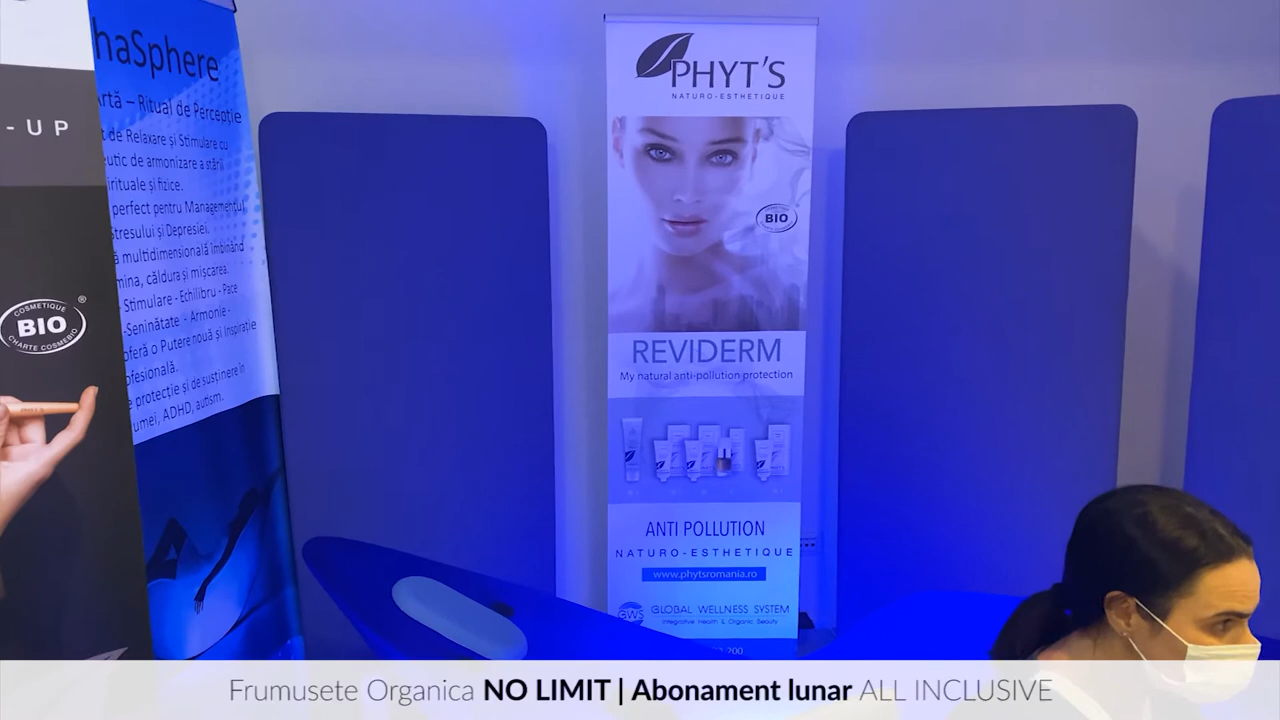 - U P
COSMETIQUE
BIO
®
CHARTE COSMEBIO
haSphere
Artă – Ritual de Percepție
t de Relaxare și Stimulare cu
eutic de armonizare a stării
irituale și fizice.
perfect pentru Managementul
Stresului și Depresiei.
ă multidimensională îmbinând
mina, căldura și mișcarea.
Stimulare - Echilibru - Pace
-Seninătate - Armonie -
oferă o Putere nouă și Inspirație
ofesională.
e protecție și de susținere în
umei, ADHD, autism.
PHYT'S
NATURO-ESTHETIQUE
BIO
REVIDERM
My natural anti-pollution protection
ANTI POLLUTION
NATURO-ESTHETIQUE
www.phytsromania.ro
GWS
GLOBAL WELLNESS SYSTEM
Integrative Health & Organic Beauty
200
Frumusete Organica NO LIMIT | Abonament lunar ALL INCLUSIVE